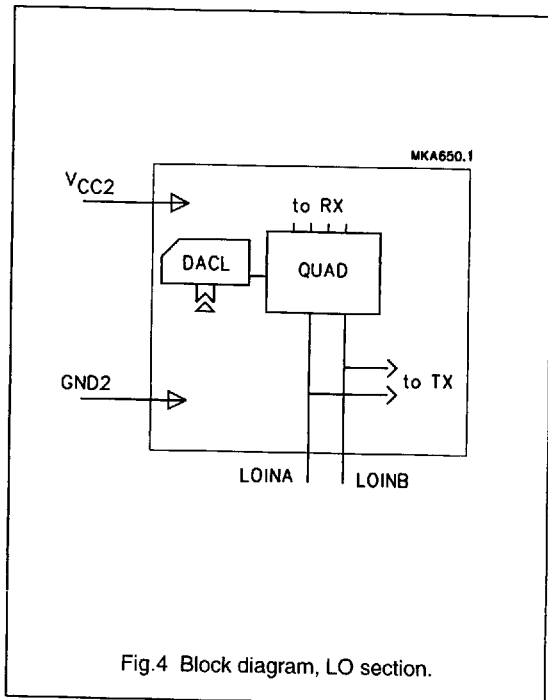 MKA650.1
VCC2
to RX
DACL
QUAD
GND2
to TX
LOINA
LOINB
Fig.4 Block diagram, LO section.